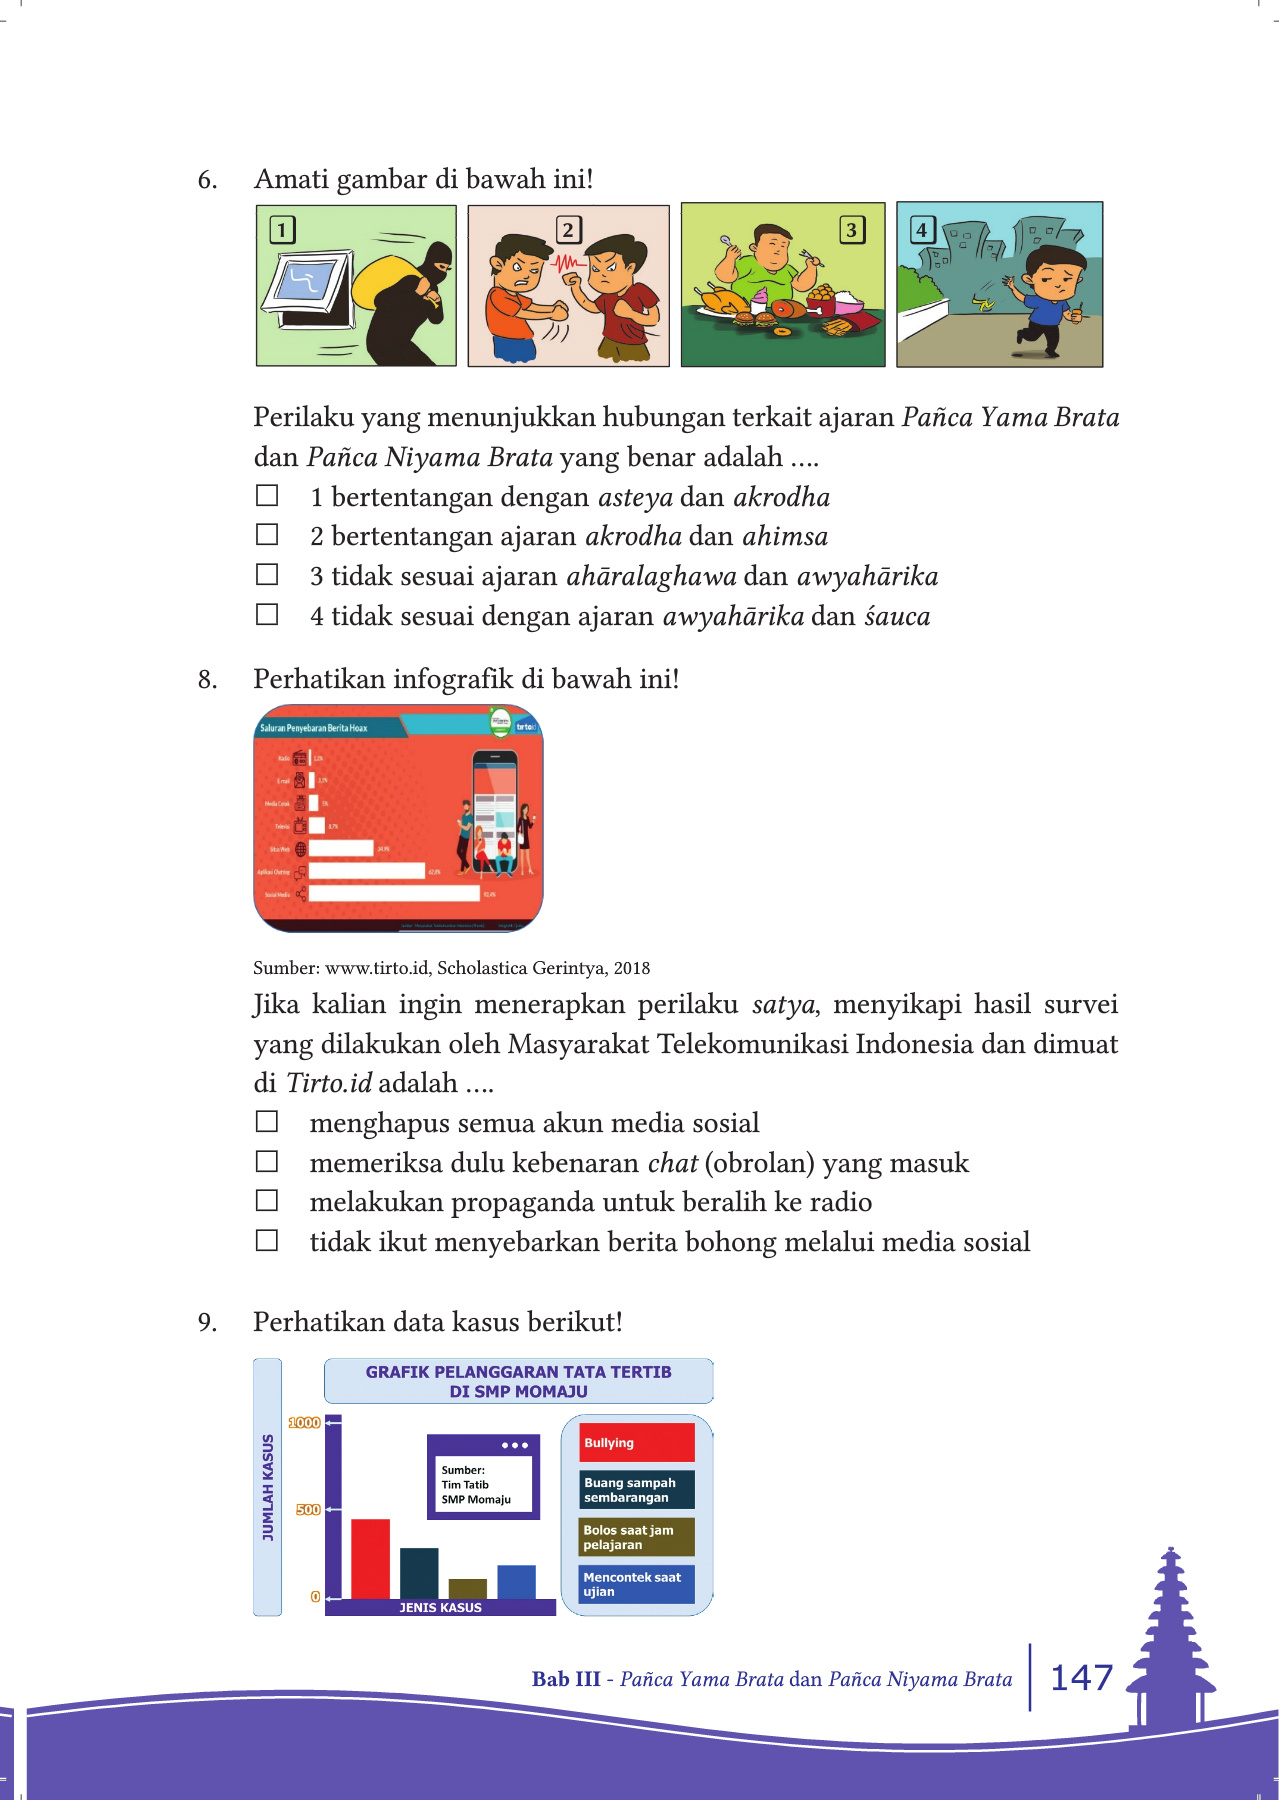 6. Amati gambar di bawah ini!
1 2 3 4
Perilaku yang menunjukkan hubungan terkait ajaran Pañca Yama Brata
dan Pañca Niyama Brata yang benar adalah ....
1 bertentangan dengan asteya dan akrodha
2 bertentangan ajaran akrodha dan ahimsa
3 tidak sesuai ajaran ahāralaghawa dan awyahārika
4 tidak sesuai dengan ajaran awyahārika dan śauca
8. Perhatikan infografik di bawah ini!
Saluran Penyebaran Berita Hoax
tirto.id
Radio
Email
Media Cetak
Televisi 8,7%
Situs Web 34,9%
Aplikasi Chatting
Sosial Media 92,4%
Sumber: www.tirto.id, Scholastica Gerintya, 2018
Jika kalian ingin menerapkan perilaku satya, menyikapi hasil survei
yang dilakukan oleh Masyarakat Telekomunikasi Indonesia dan dimuat
di Tirto.id adalah ....
menghapus semua akun media sosial
memeriksa dulu kebenaran chat (obrolan) yang masuk
melakukan propaganda untuk beralih ke radio
tidak ikut menyebarkan berita bohong melalui media sosial
9. Perhatikan data kasus berikut!
GRAFIK PELANGGARAN TATA TERTIB
DI SMP MOMAJU
JUMLAH KASUS
1000
500
0
Sumber:
Tim Tatib
SMP Momaju
JENIS KASUS
Bullying
Buang sampah
sembarangan
Bolos saat jam
pelajaran
Mencontek saat
ujian
Bab III - Pañca Yama Brata dan Pañca Niyama Brata
147